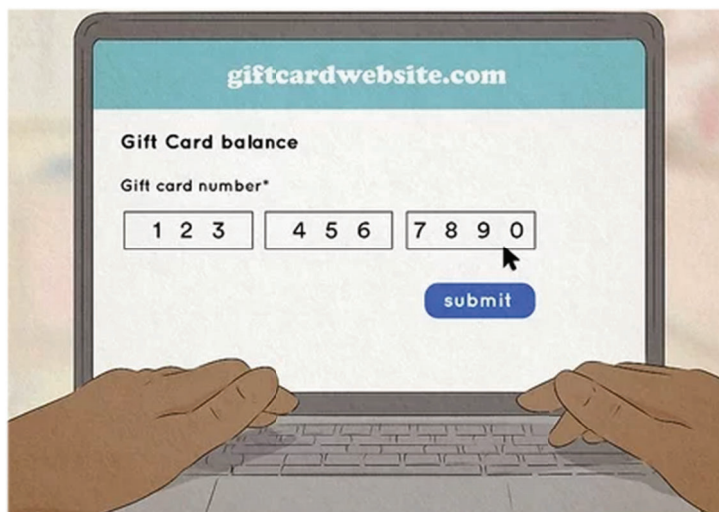 giftcardwebsite.com
Gift Card balance
Gift card number*
1 2 3 4 5 6 7 8 9 0
submit